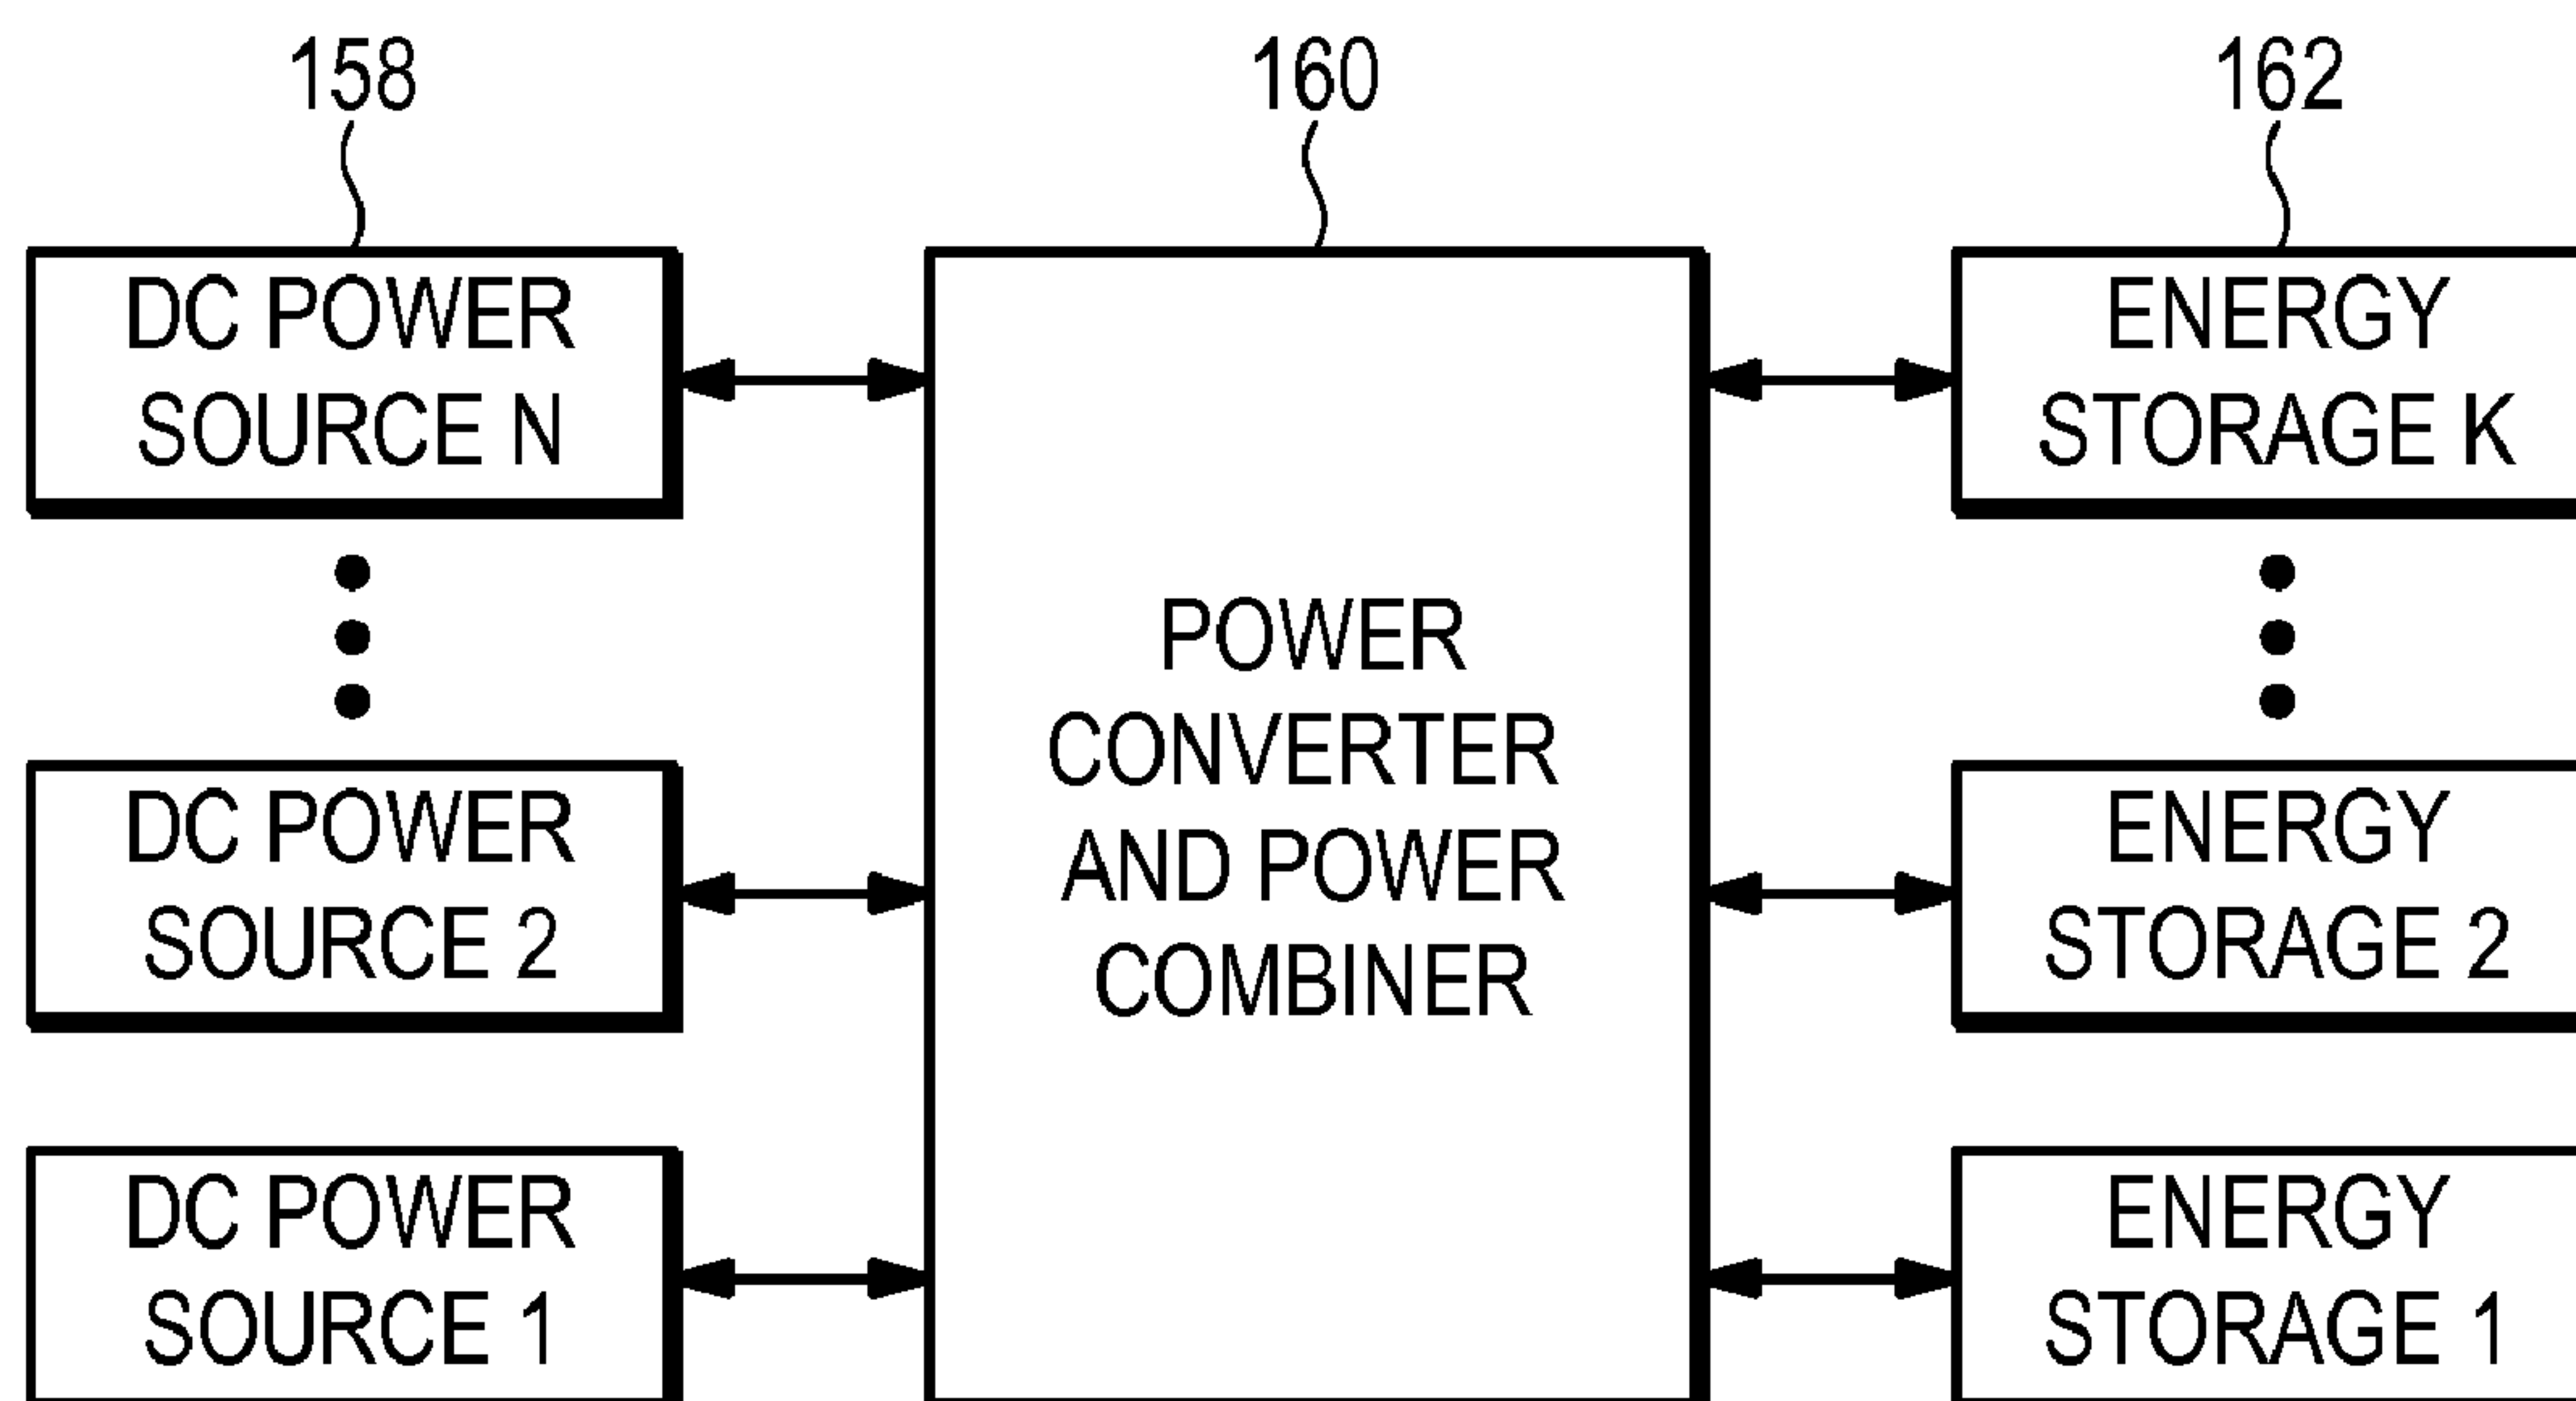 158
160
162
DC POWER
SOURCE N
ENERGY
STORAGE K
POWER
CONVERTER
AND POWER
COMBINER
DC POWER
SOURCE 2
ENERGY
STORAGE 2
DC POWER
SOURCE 1
ENERGY
STORAGE 1